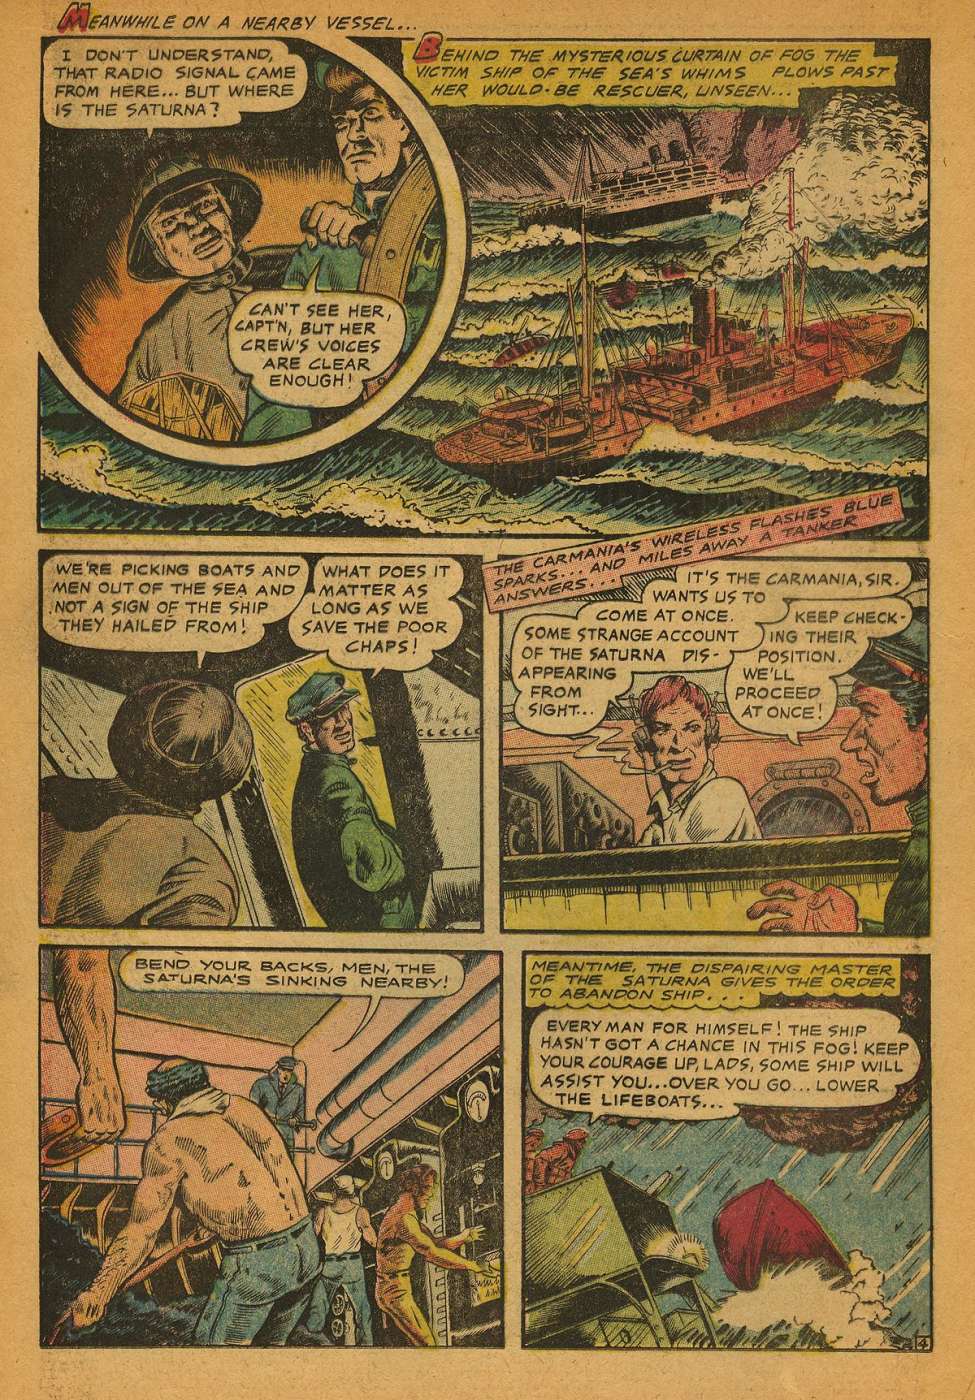 MEANWHILE ON A NEARBY VESSEL...
I DON'T UNDERSTAND,
THAT RADIO SIGNAL CAME
FROM HERE... BUT WHERE
IS THE SATURNA?
CAN'T SEE HER,
CAPT'N, BUT HER
CREW'S VOICES
ARE CLEAR
ENOUGH!
BEHIND THE MYSTERIOUS CURTAIN OF FOG THE
VICTIM SHIP OF THE SEA'S WHIMS PLOWS PAST
HER WOULD-BE RESCUER, UNSEEN...
WE'RE PICKING BOATS AND
MEN OUT OF THE SEA AND
NOT A SIGN OF THE SHIP
THEY HAILED FROM!
WHAT DOES IT
MATTER AS
LONG AS WE
SAVE THE POOR
CHAPS!
THE CARMANIA'S WIRELESS FLASHES BLUE
SPARKS... AND MILES AWAY A TANKER
ANSWERS...
IT'S THE CARMANIA, SIR.
WANTS US TO
COME AT ONCE.
SOME STRANGE ACCOUNT
OF THE SATURNA DIS-
APPEARING
FROM
SIGHT...
KEEP CHECK-
ING THEIR
POSITION.
WE'LL
PROCEED
AT ONCE!
BEND YOUR BACKS, MEN, THE
SATURNA'S SINKING NEARBY!
MEANTIME, THE DISPAIRING MASTER
OF THE SATURNA GIVES THE ORDER
TO ABANDON SHIP...
EVERY MAN FOR HIMSELF! THE SHIP
HASN'T GOT A CHANCE IN THIS FOG! KEEP
YOUR COURAGE UP, LADS, SOME SHIP WILL
ASSIST YOU...OVER YOU GO... LOWER
THE LIFEBOATS...
4